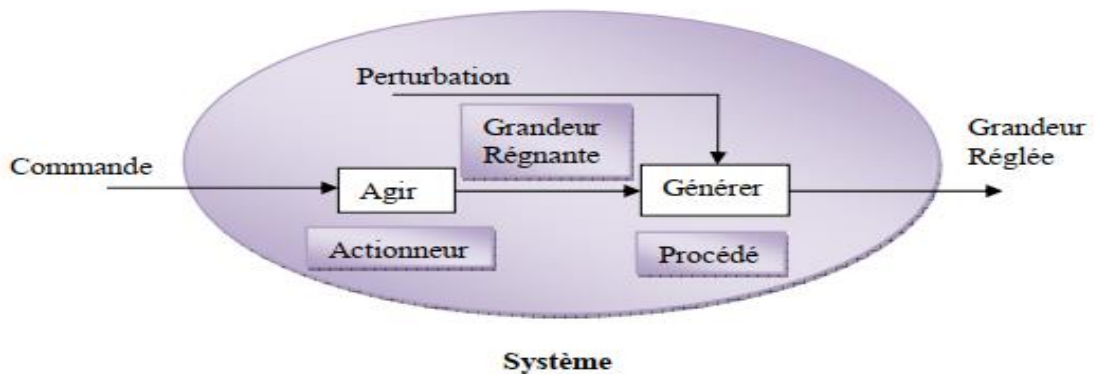 Perturbation
Grandeur
Régnante
Grandeur
Réglée
Commande
Agir
Générer
Actionneur
Procédé
Système